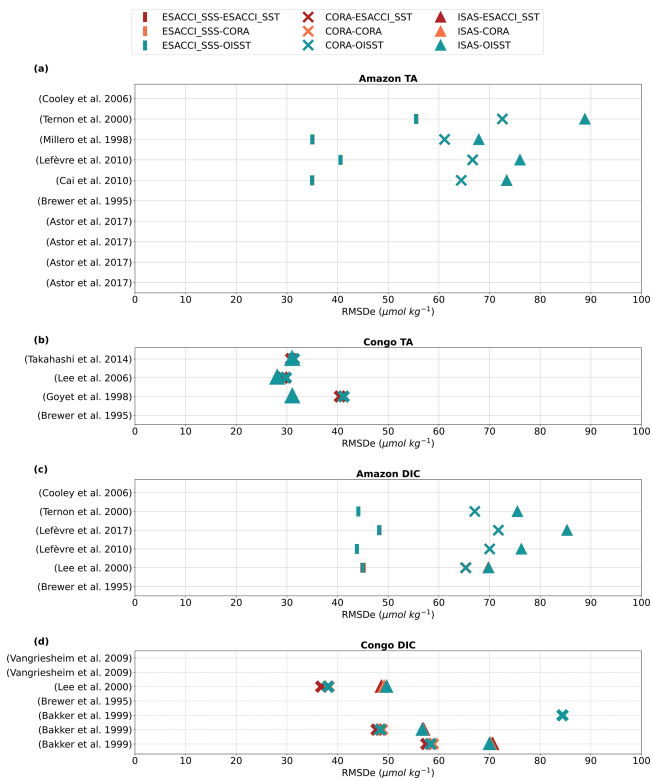 ESACCI_SSS-ESACCI_SST CORA-ESACCI_SST ISAS-ESACCI_SST
ESACCI_SSS-CORA CORA-CORA ISAS-CORA
ESACCI_SSS-OISST CORA-OISST ISAS-OISST
(a)
Amazon TA
(Cooley et al. 2006)
(Ternon et al. 2000)
(Millero et al. 1998)
(Lefèvre et al. 2010)
(Cai et al. 2010)
(Brewer et al. 1995)
(Astor et al. 2017)
(Astor et al. 2017)
(Astor et al. 2017)
(Astor et al. 2017)
0 10 20 30 40 50 60 70 80 90 100
RMSDe (μmol kg⁻¹)
(b)
Congo TA
(Takahashi et al. 2014)
(Lee et al. 2006)
(Goyet et al. 1998)
(Brewer et al. 1995)
0 10 20 30 40 50 60 70 80 90 100
RMSDe (μmol kg⁻¹)
(c)
Amazon DIC
(Cooley et al. 2006)
(Ternon et al. 2000)
(Lefèvre et al. 2017)
(Lefèvre et al. 2010)
(Lee et al. 2000)
(Brewer et al. 1995)
0 10 20 30 40 50 60 70 80 90 100
RMSDe (μmol kg⁻¹)
(d)
Congo DIC
(Vangriesheim et al. 2009)
(Vangriesheim et al. 2009)
(Lee et al. 2000)
(Brewer et al. 1995)
(Bakker et al. 1999)
(Bakker et al. 1999)
(Bakker et al. 1999)
0 10 20 30 40 50 60 70 80 90 100
RMSDe (μmol kg⁻¹)